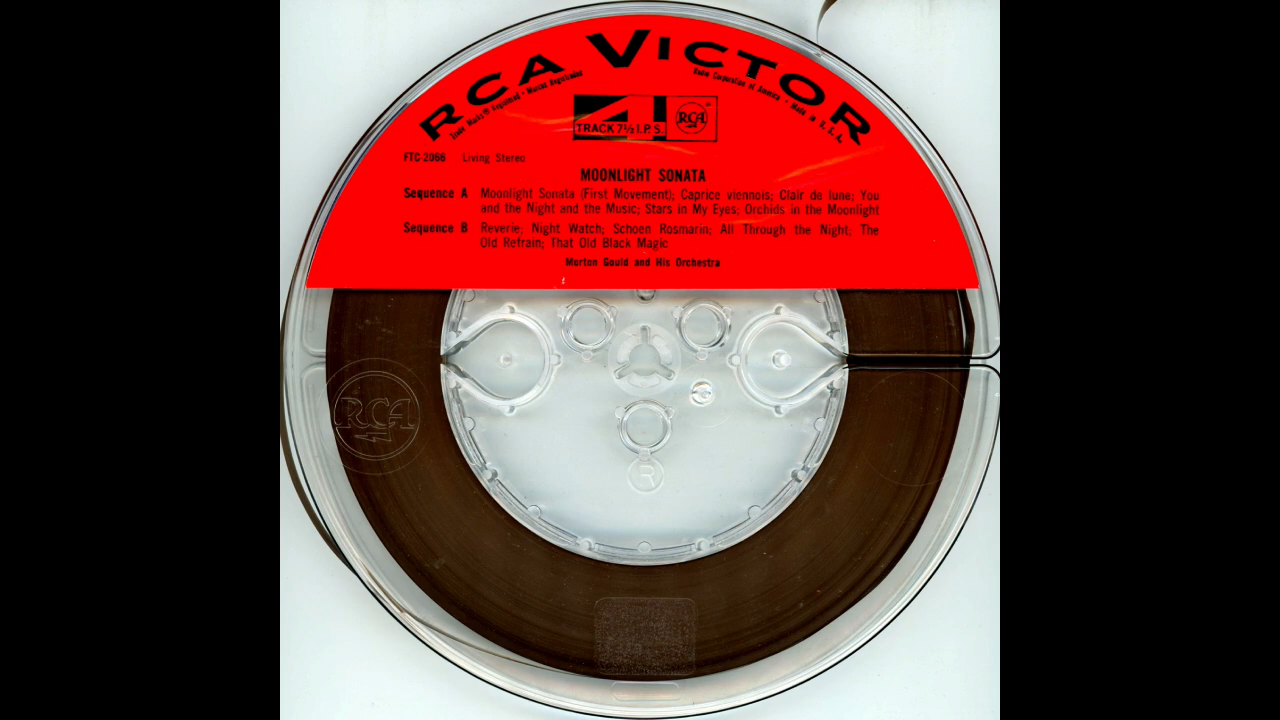 RCA VICTOR
Trade Marks ® Registered • Marcas Registradas
Radio Corporation of America • Made in U.S.A.
4
TRACK 7½ I.P.S.
RCA
FTC-2066 Living Stereo
MOONLIGHT SONATA
Sequence A Moonlight Sonata (First Movement); Caprice viennois; Clair de lune; You
and the Night and the Music; Stars in My Eyes; Orchids in the Moonlight
Sequence B Reverie; Night Watch; Schoen Rosmarin; All Through the Night; The
Old Refrain; That Old Black Magic
Morton Gould and His Orchestra
RCA
R